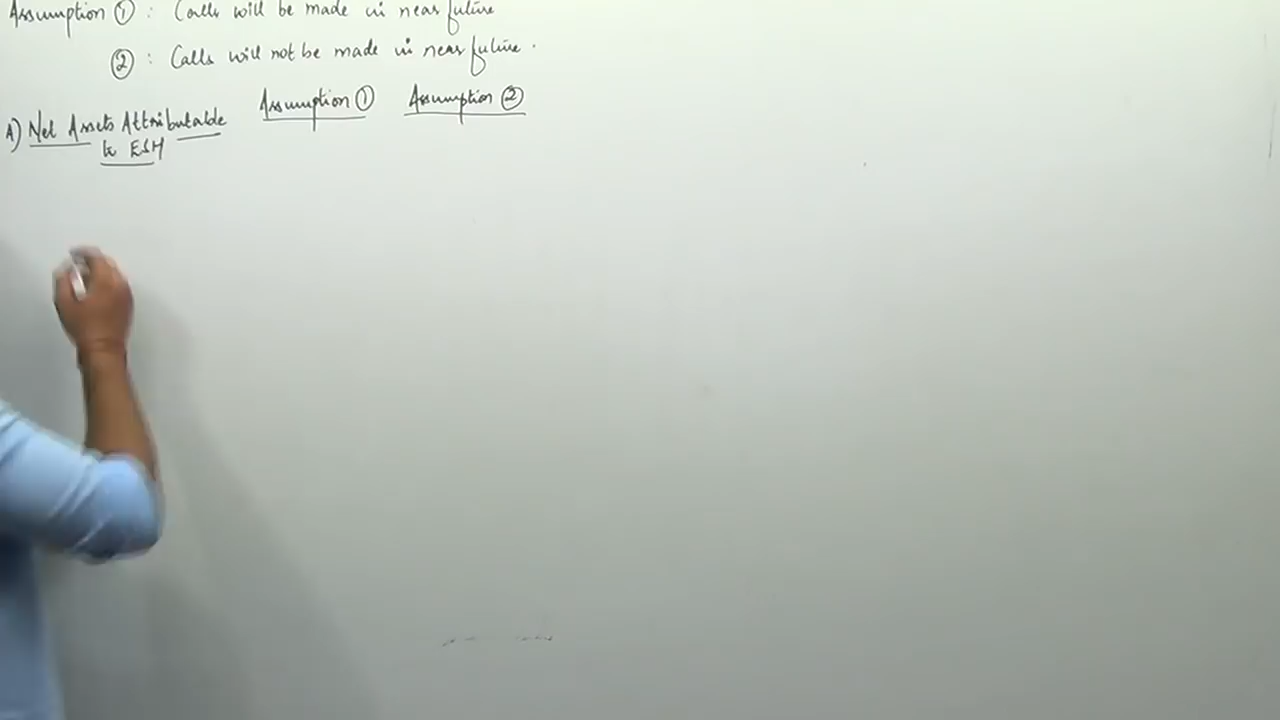 Assumption ① : Calls will be made in near future
② : Calls will not be made in near future.
Assumption ① Assumption ②
A) Net Assets Attributable
to ESH